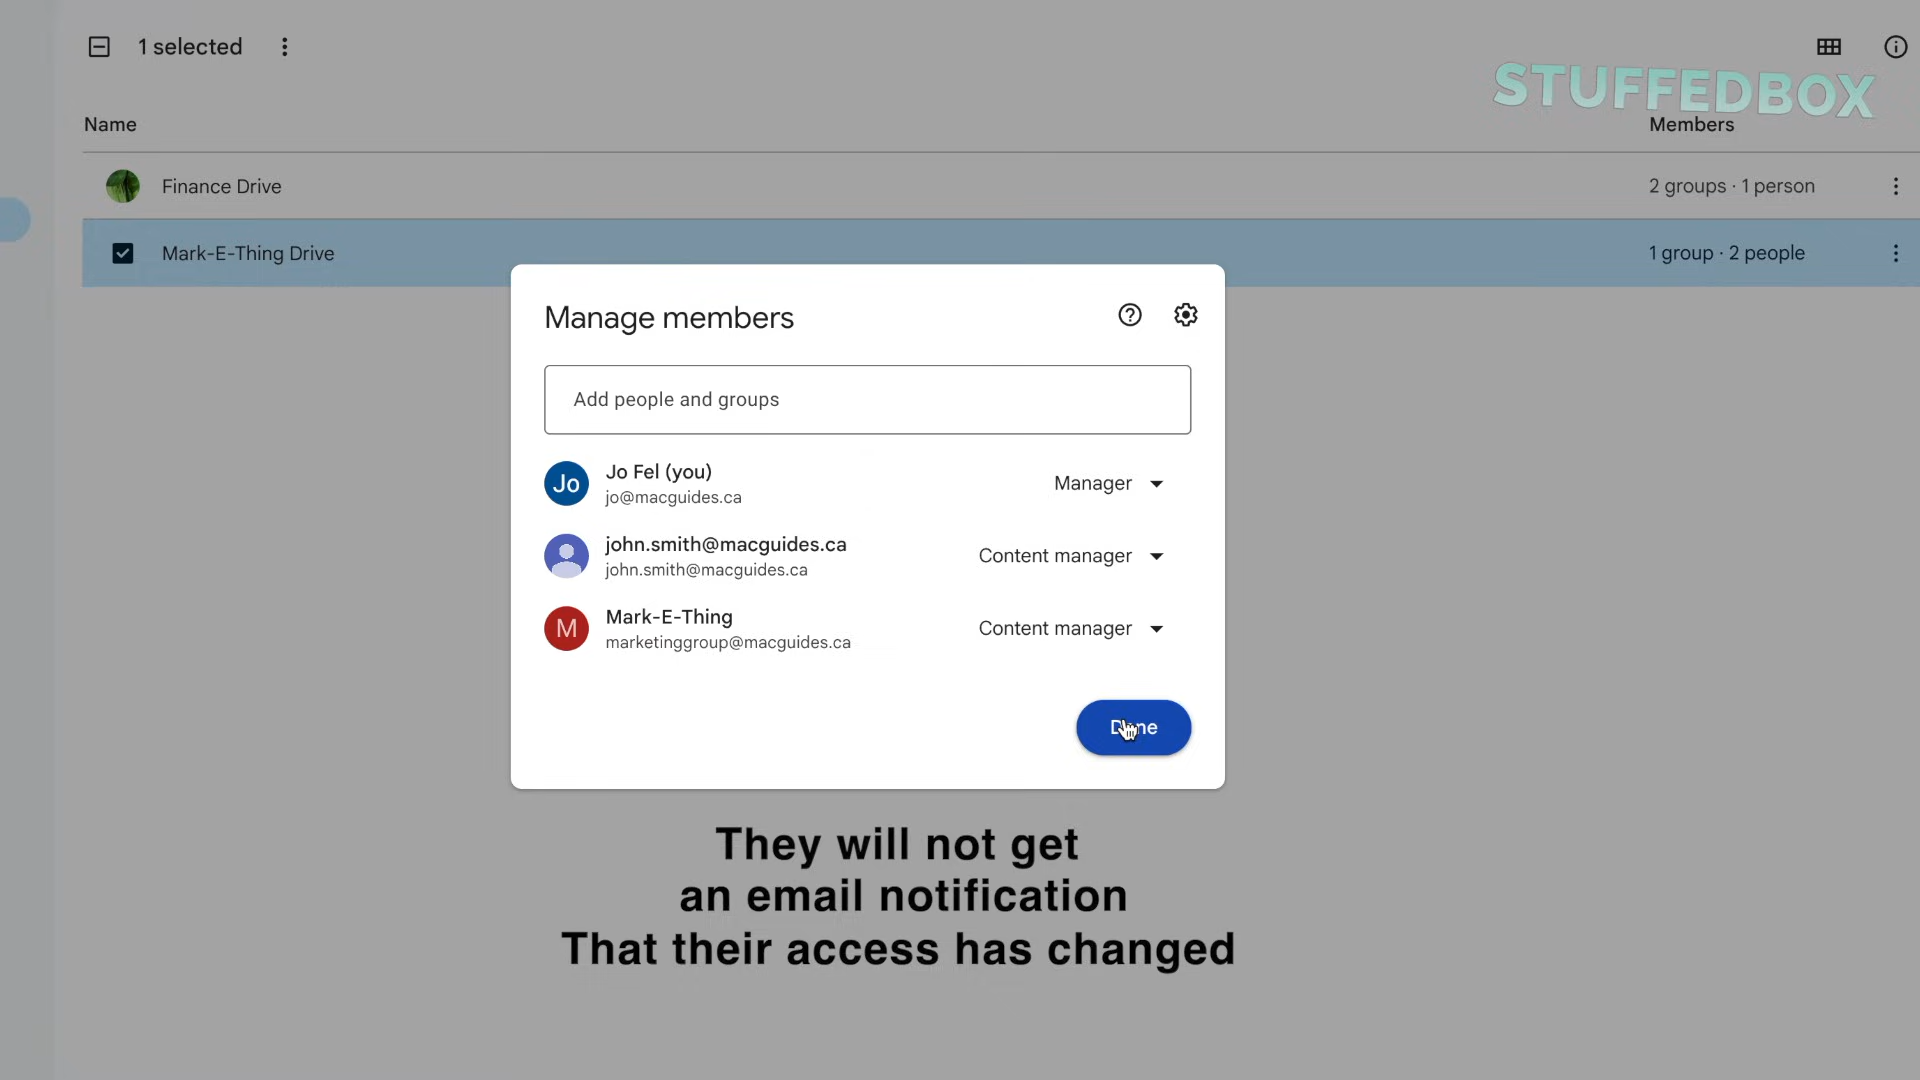 1 selected
STUFFEDBOX
Name
Members
Finance Drive
2 groups · 1 person
Mark-E-Thing Drive
1 group · 2 people
Manage members
Add people and groups
Jo
Jo Fel (you)
jo@macguides.ca
Manager
john.smith@macguides.ca
john.smith@macguides.ca
Content manager
M
Mark-E-Thing
marketinggroup@macguides.ca
Content manager
Done
They will not get
an email notification
That their access has changed